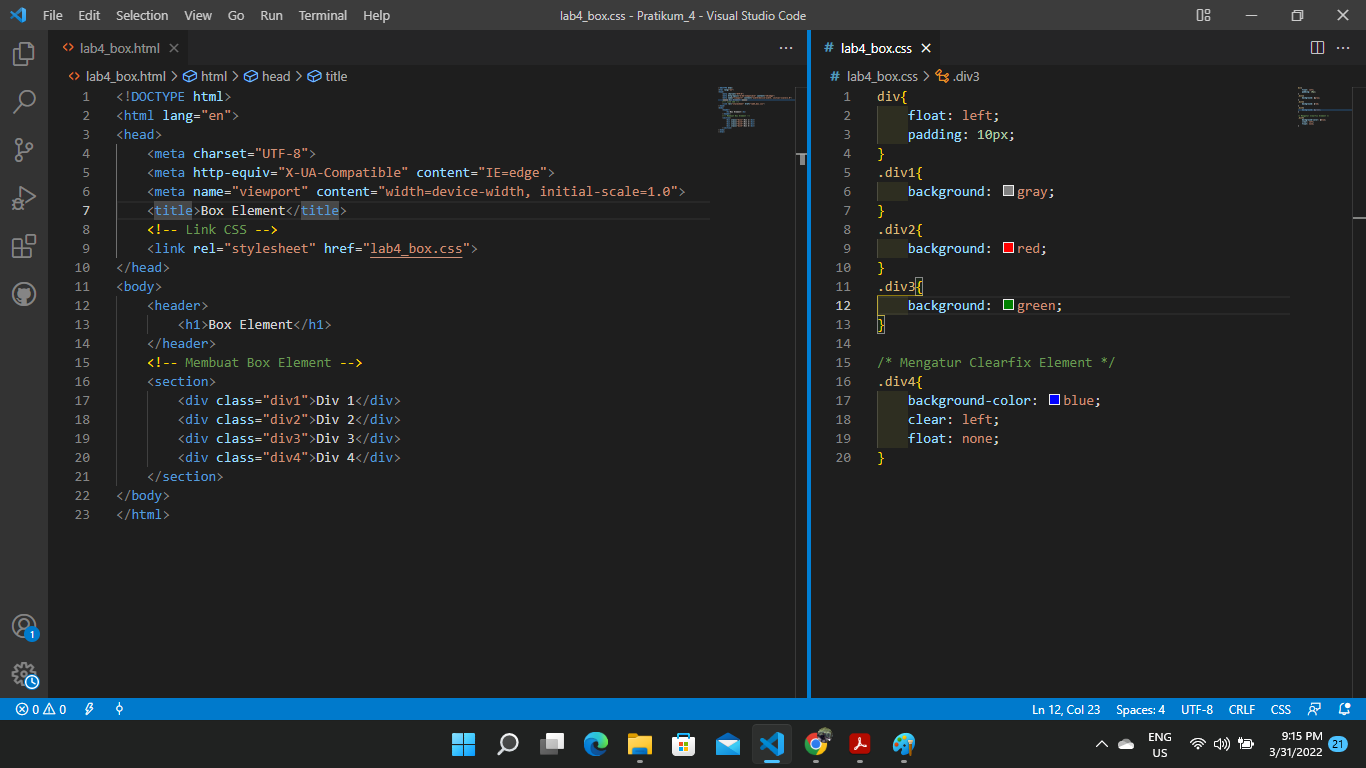 File Edit Selection View Go Run Terminal Help lab4_box.css - Pratikum_4 - Visual Studio Code
lab4_box.html
lab4_box.html > html > head > title
1 <!DOCTYPE html>
2 <html lang="en">
3 <head>
4 <meta charset="UTF-8">
5 <meta http-equiv="X-UA-Compatible" content="IE=edge">
6 <meta name="viewport" content="width=device-width, initial-scale=1.0">
7 <title>Box Element</title>
8 <!-- Link CSS -->
9 <link rel="stylesheet" href="lab4_box.css">
10 </head>
11 <body>
12 <header>
13 <h1>Box Element</h1>
14 </header>
15 <!-- Membuat Box Element -->
16 <section>
17 <div class="div1">Div 1</div>
18 <div class="div2">Div 2</div>
19 <div class="div3">Div 3</div>
20 <div class="div4">Div 4</div>
21 </section>
22 </body>
23 </html>
# lab4_box.css
# lab4_box.css > .div3
1 div{
2 float: left;
3 padding: 10px;
4 }
5 .div1{
6 background: gray;
7 }
8 .div2{
9 background: red;
10 }
11 .div3{
12 background: green;
13 }
14
15 /* Mengatur Clearfix Element */
16 .div4{
17 background-color: blue;
18 clear: left;
19 float: none;
20 }
1
0 0 Ln 12, Col 23 Spaces: 4 UTF-8 CRLF CSS
ENG
US
9:15 PM
3/31/2022
21